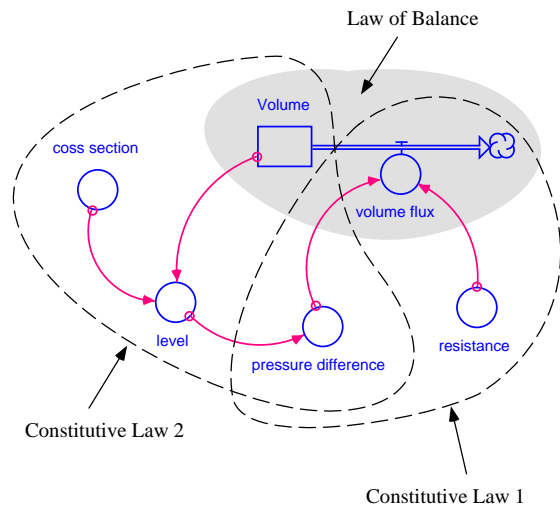 Law of Balance
Volume
coss section
volume flux
level
pressure difference
resistance
Constitutive Law 2
Constitutive Law 1